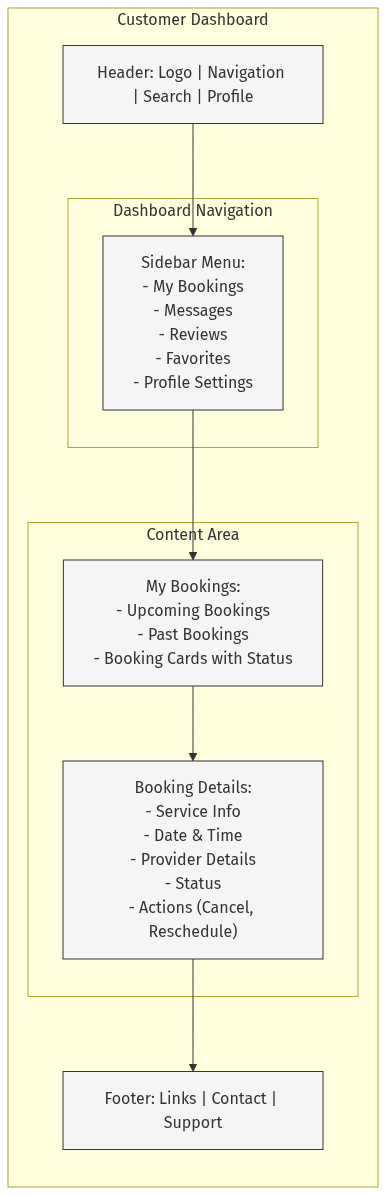 Customer Dashboard
Header: Logo | Navigation
| Search | Profile
Dashboard Navigation
Sidebar Menu:
- My Bookings
- Messages
- Reviews
- Favorites
- Profile Settings
Content Area
My Bookings:
- Upcoming Bookings
- Past Bookings
- Booking Cards with Status
Booking Details:
- Service Info
- Date & Time
- Provider Details
- Status
- Actions (Cancel,
Reschedule)
Footer: Links | Contact |
Support